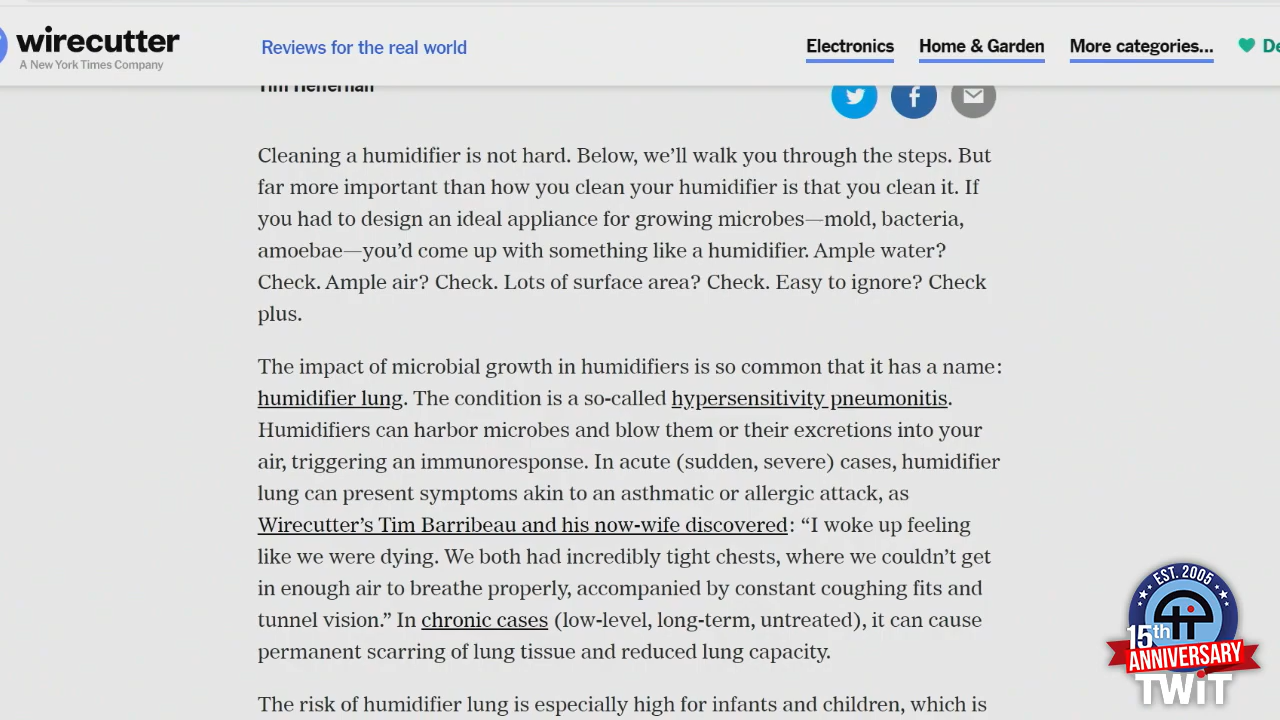 wirecutter
A New York Times Company
Reviews for the real world
Electronics
Home & Garden
More categories...
De
Tim Heffernan
Cleaning a humidifier is not hard. Below, we’ll walk you through the steps. But
far more important than how you clean your humidifier is that you clean it. If
you had to design an ideal appliance for growing microbes—mold, bacteria,
amoebae—you’d come up with something like a humidifier. Ample water?
Check. Ample air? Check. Lots of surface area? Check. Easy to ignore? Check
plus.
The impact of microbial growth in humidifiers is so common that it has a name:
humidifier lung. The condition is a so-called hypersensitivity pneumonitis.
Humidifiers can harbor microbes and blow them or their excretions into your
air, triggering an immunoresponse. In acute (sudden, severe) cases, humidifier
lung can present symptoms akin to an asthmatic or allergic attack, as
Wirecutter’s Tim Barribeau and his now-wife discovered: “I woke up feeling
like we were dying. We both had incredibly tight chests, where we couldn’t get
in enough air to breathe properly, accompanied by constant coughing fits and
tunnel vision.” In chronic cases (low-level, long-term, untreated), it can cause
permanent scarring of lung tissue and reduced lung capacity.
The risk of humidifier lung is especially high for infants and children, which is
EST. 2005
15th
ANNIVERSARY
TWiT